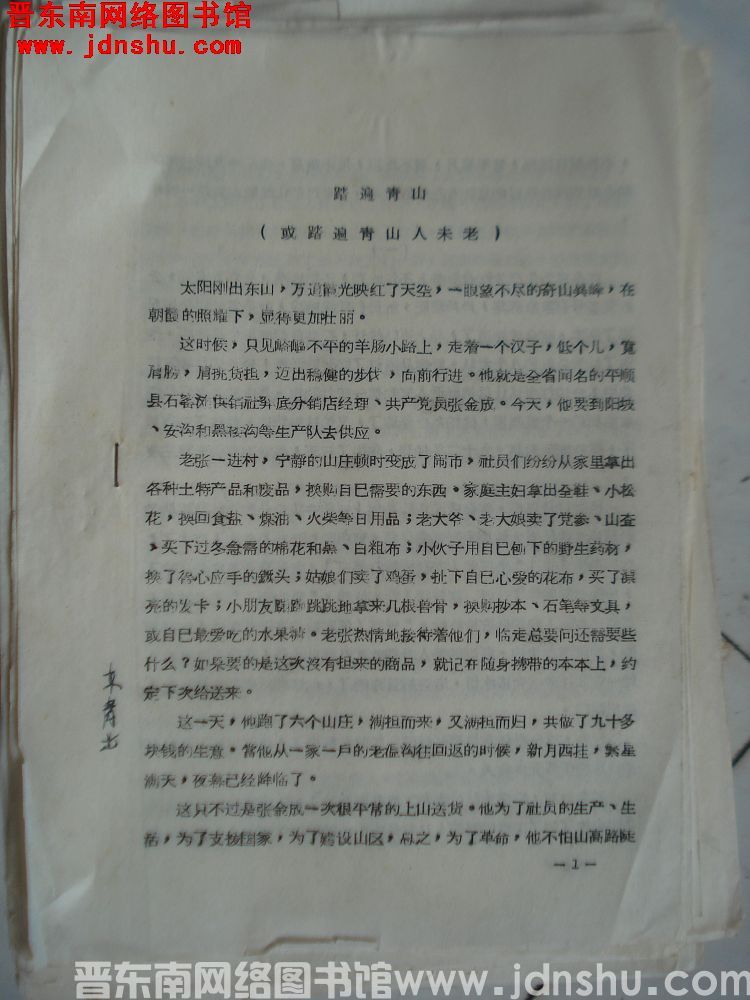 晋东南网络图书馆
www.jdnshu.com
踏遍青山
(或踏遍青山人未老)
太阳刚出东山,万道霞光映红了天空,一眼望不尽的奇山異峰,在
朝霞的照耀下,显得更加壮丽。
这时候,只见崎岖不平的羊肠小路上,走着一个汉子,低个儿,宽
肩膀,肩挑货担,迈出稳健的步伐,向前行进。他就是全省闻名的平顺
县石窑沟供销社 底分销店经理、共产党员张金成。今天,他要到阳坡
、安沟和黑核沟等生产队去供应。
老张一进村,宁静的山庄顿时变成了闹市,社员们纷纷从家里拿出
各种土特产品和废品,换购自已需要的东西。家庭主妇拿出 鞋、小松
花,换回食盐、煤油、火柴等日用品;老大爷、老大娘卖了党参、山查
、买下过冬急需的棉花和黑、白粗布;小伙子用自已刨下的野生药材,
换了得心应手的鐝头;姑娘们卖了鸡蛋,扯下自已心爱的花布,买了漂
亮的发卡;小朋友蹦蹦跳跳地拿来几根兽骨,换购抄本、石笔等文具,
或自已最爱吃的水果糖。老张热情地接待着他们,临走总要问还需要些
什么?如果要的是这次沒有担来的商品,就记在随身携带的本本上,约
定下次给送来。
这一天,他跑了六个山庄,满担而来,又满担而归,共做了九十多
块钱的生意。當他从一家一戶的老 沟往回返的时候,新月西挂,繁星
满天,夜幕已经降临了。
这只不过是张金成一次很平常的上山送货。他为了社员的生产、生
活,为了支援国家,为了建设山区,总之,为了革命,他不怕山高路陡
—1—
晋东南网络图书馆www.jdnshu.com